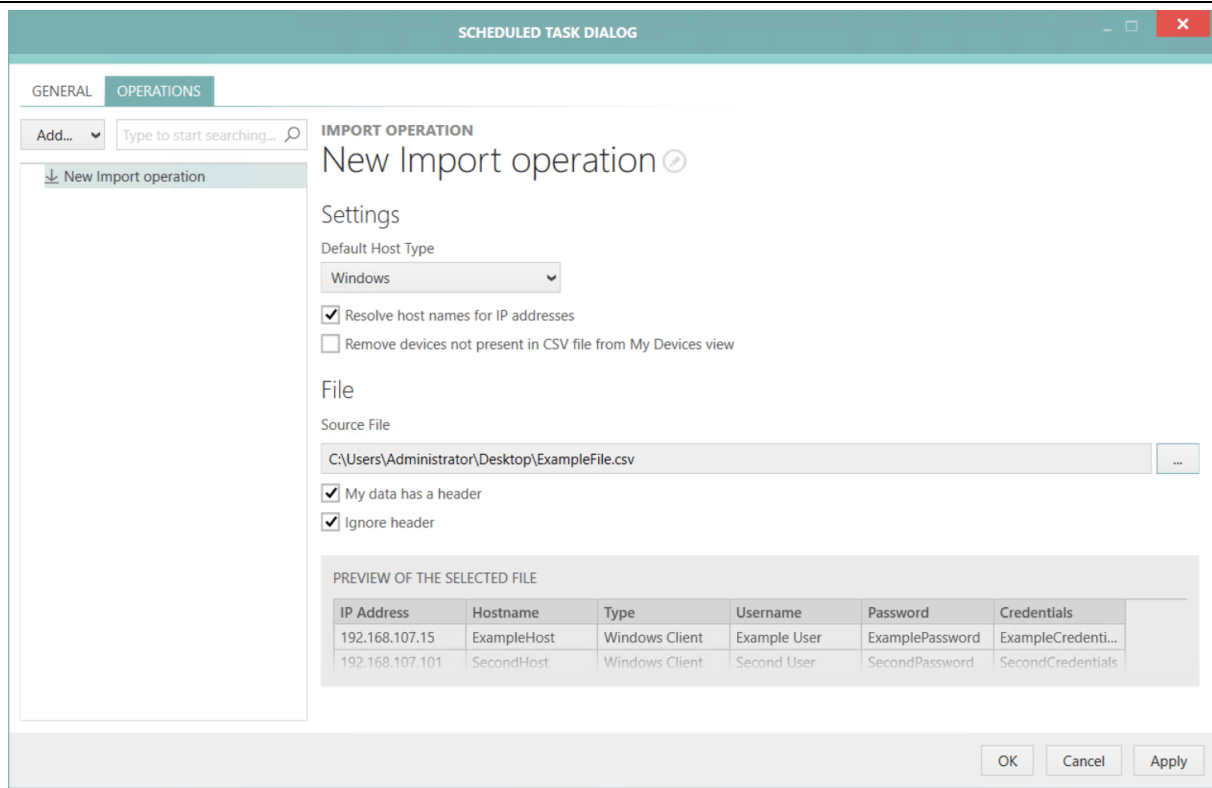 SCHEDULED TASK DIALOG
GENERAL OPERATIONS
Add... Type to start searching...
New Import operation
IMPORT OPERATION
New Import operation
Settings
Default Host Type
Windows
Resolve host names for IP addresses
Remove devices not present in CSV file from My Devices view
File
Source File
C:\Users\Administrator\Desktop\ExampleFile.csv
...
My data has a header
Ignore header
PREVIEW OF THE SELECTED FILE
IP Address Hostname Type Username Password Credentials
192.168.107.15 ExampleHost Windows Client Example User ExamplePassword ExampleCredenti...
192.168.107.101 SecondHost Windows Client Second User SecondPassword SecondCredentials
OK Cancel Apply